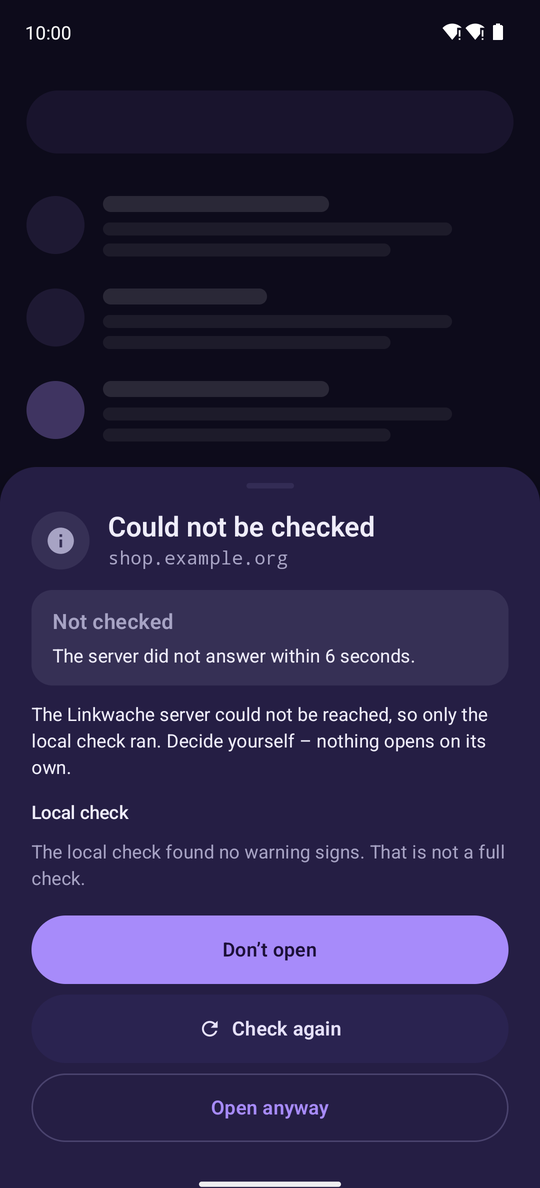 10:00
Could not be checked
shop.example.org
Not checked
The server did not answer within 6 seconds.
The Linkwache server could not be reached, so only the
local check ran. Decide yourself – nothing opens on its
own.
Local check
The local check found no warning signs. That is not a full
check.
Don’t open
Check again
Open anyway